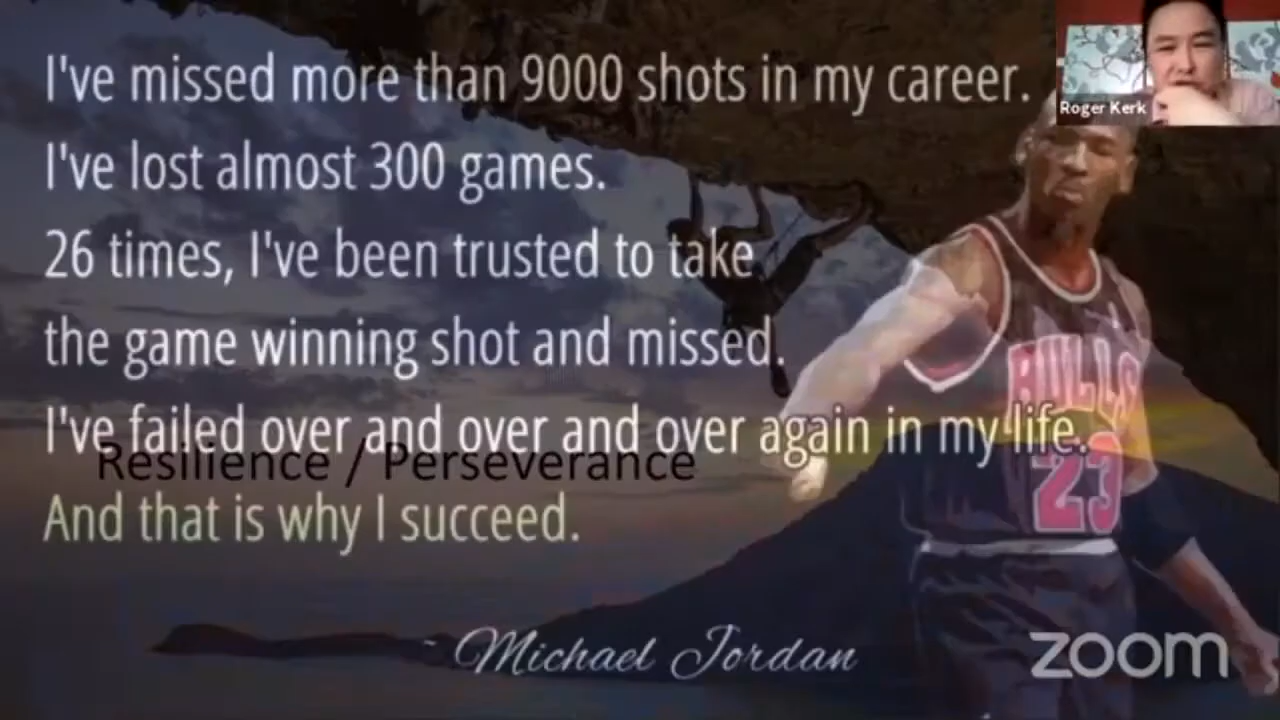 I've missed more than 9000 shots in my career.
Roger Kerk
I've lost almost 300 games.
26 times, I've been trusted to take
the game winning shot and missed.
I've failed over and over and over again in my life.
Resilience / Perseverance
And that is why I succeed.
~ Michael Jordan
BULLS
23
zoom